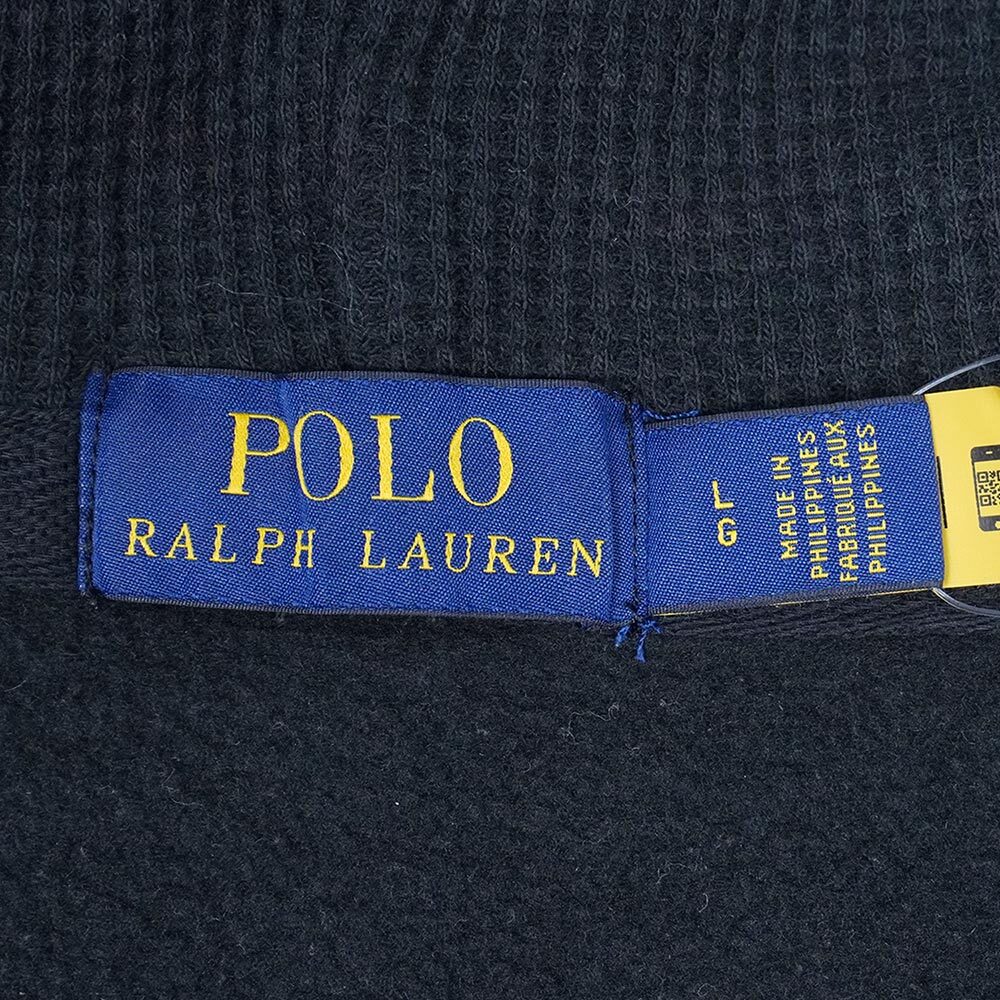 POLO
RALPH LAUREN
L
G
MADE IN
PHILIPPINES
FABRIQUÉ AUX
PHILIPPINES